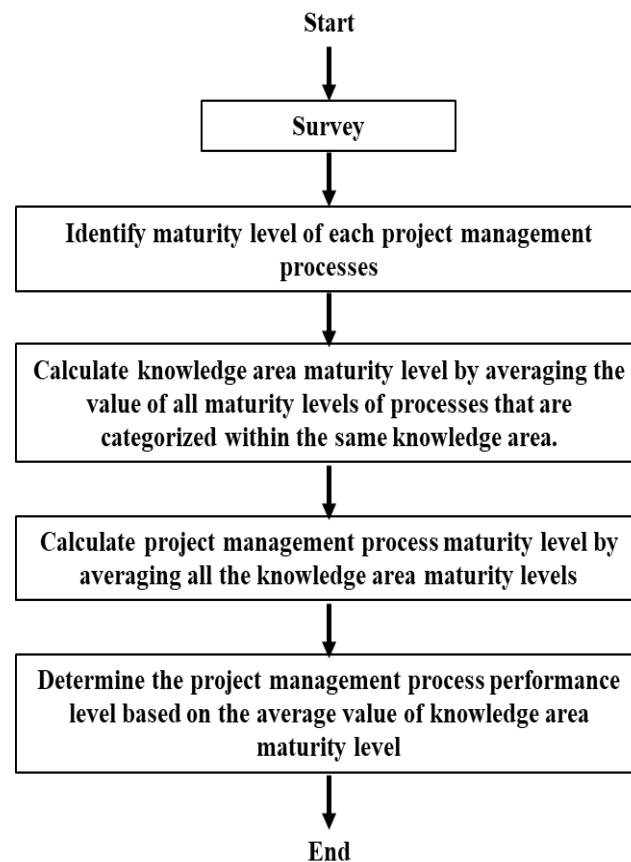 Start
Survey
Identify maturity level of each project management
processes
Calculate knowledge area maturity level by averaging the
value of all maturity levels of processes that are
categorized within the same knowledge area.
Calculate project management process maturity level by
averaging all the knowledge area maturity levels
Determine the project management process performance
level based on the average value of knowledge area
maturity level
End